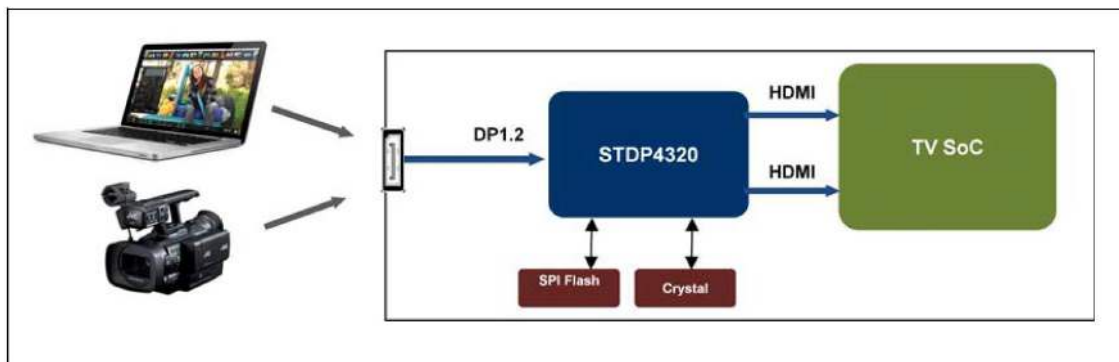 DP1.2
STDP4320
HDMI
HDMI
TV SoC
SPI Flash
Crystal